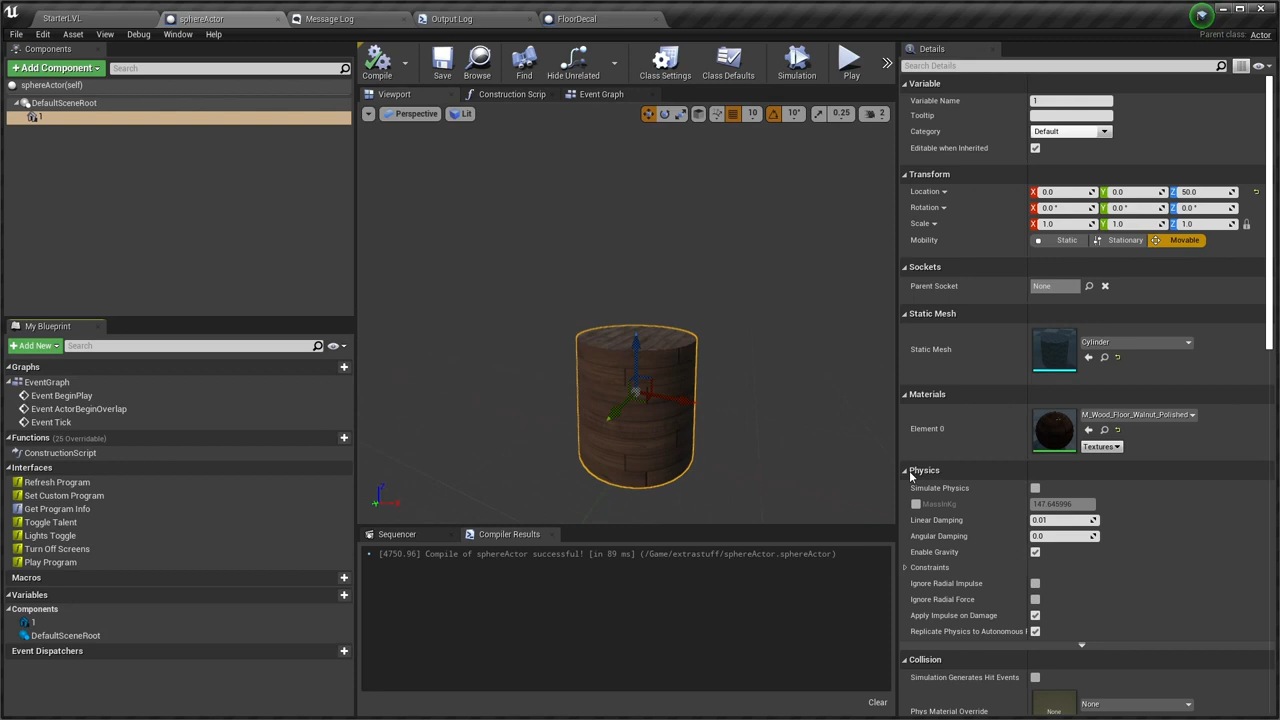 StarterLVL
sphereActor
Message Log
Output Log
FloorDecal
File Edit Asset View Debug Window Help
Parent class: Actor
Components
+ Add Component
Search
sphereActor(self)
DefaultSceneRoot
1
Compile
Save
Browse
Find
Hide Unrelated
Class Settings
Class Defaults
Simulation
Play
Viewport
Construction Scrip
Event Graph
Perspective
Lit
10
10°
0.25
2
My Blueprint
+ Add New
Search
Graphs
EventGraph
Event BeginPlay
Event ActorBeginOverlap
Event Tick
Functions (25 Overridable)
ConstructionScript
Interfaces
Refresh Program
Set Custom Program
Get Program Info
Toggle Talent
Lights Toggle
Turn Off Screens
Play Program
Macros
Variables
Components
1
DefaultSceneRoot
Event Dispatchers
Z
X
Sequencer
Compiler Results
[4750.96] Compile of sphereActor successful! [in 89 ms] (/Game/extrastuff/sphereActor.sphereActor)
Clear
Details
Search Details
Variable
Variable Name 1
Tooltip
Category Default
Editable when Inherited
Transform
Location X 0.0 Y 0.0 Z 50.0
Rotation X 0.0 ° Y 0.0 ° Z 0.0 °
Scale X 1.0 Y 1.0 Z 1.0
Mobility Static Stationary Movable
Sockets
Parent Socket None
Static Mesh
Static Mesh Cylinder
Materials
Element 0 M_Wood_Floor_Walnut_Polished
Textures
Physics
Simulate Physics
MassInKg 147.645996
Linear Damping 0.01
Angular Damping 0.0
Enable Gravity
Constraints
Ignore Radial Impulse
Ignore Radial Force
Apply Impulse on Damage
Replicate Physics to Autonomous
Collision
Simulation Generates Hit Events
Phys Material Override None None